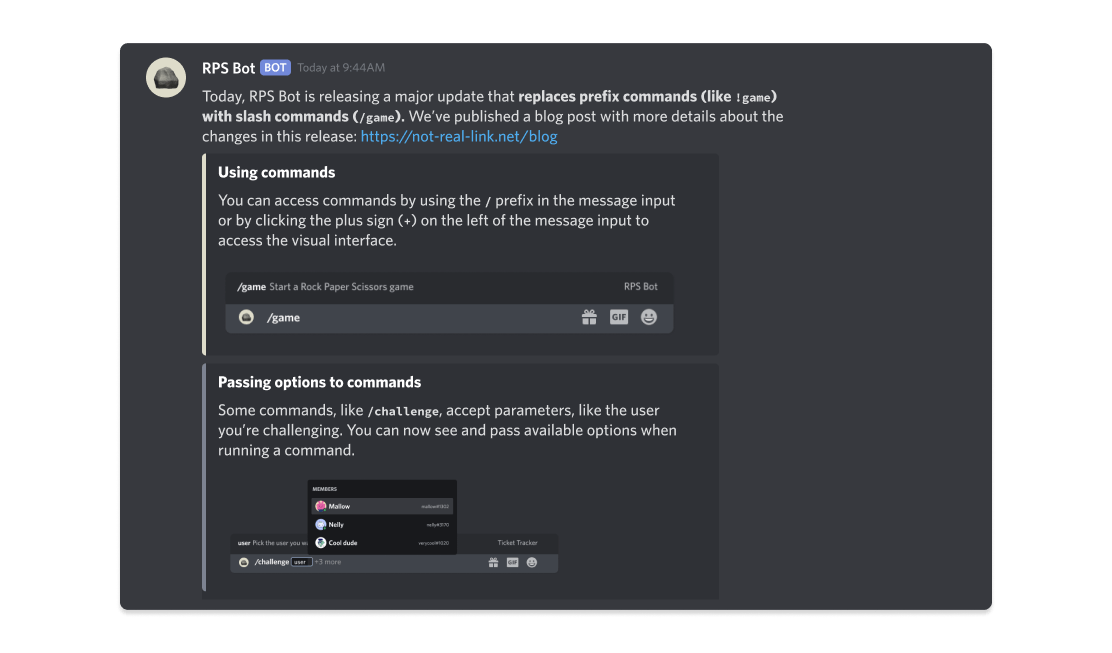 RPS Bot BOT Today at 9:44AM
Today, RPS Bot is releasing a major update that replaces prefix commands (like !game)
with slash commands (/game). We’ve published a blog post with more details about the
changes in this release: https://not-real-link.net/blog
Using commands
You can access commands by using the / prefix in the message input
or by clicking the plus sign (+) on the left of the message input to
access the visual interface.
/game Start a Rock Paper Scissors game RPS Bot
/game GIF
Passing options to commands
Some commands, like /challenge, accept parameters, like the user
you’re challenging. You can now see and pass available options when
running a command.
MEMBERS
Mallow
Nelly nelly#3170
Cool dude
user Pick the user you Ticket Tracker
/challenge user +3 more GIF